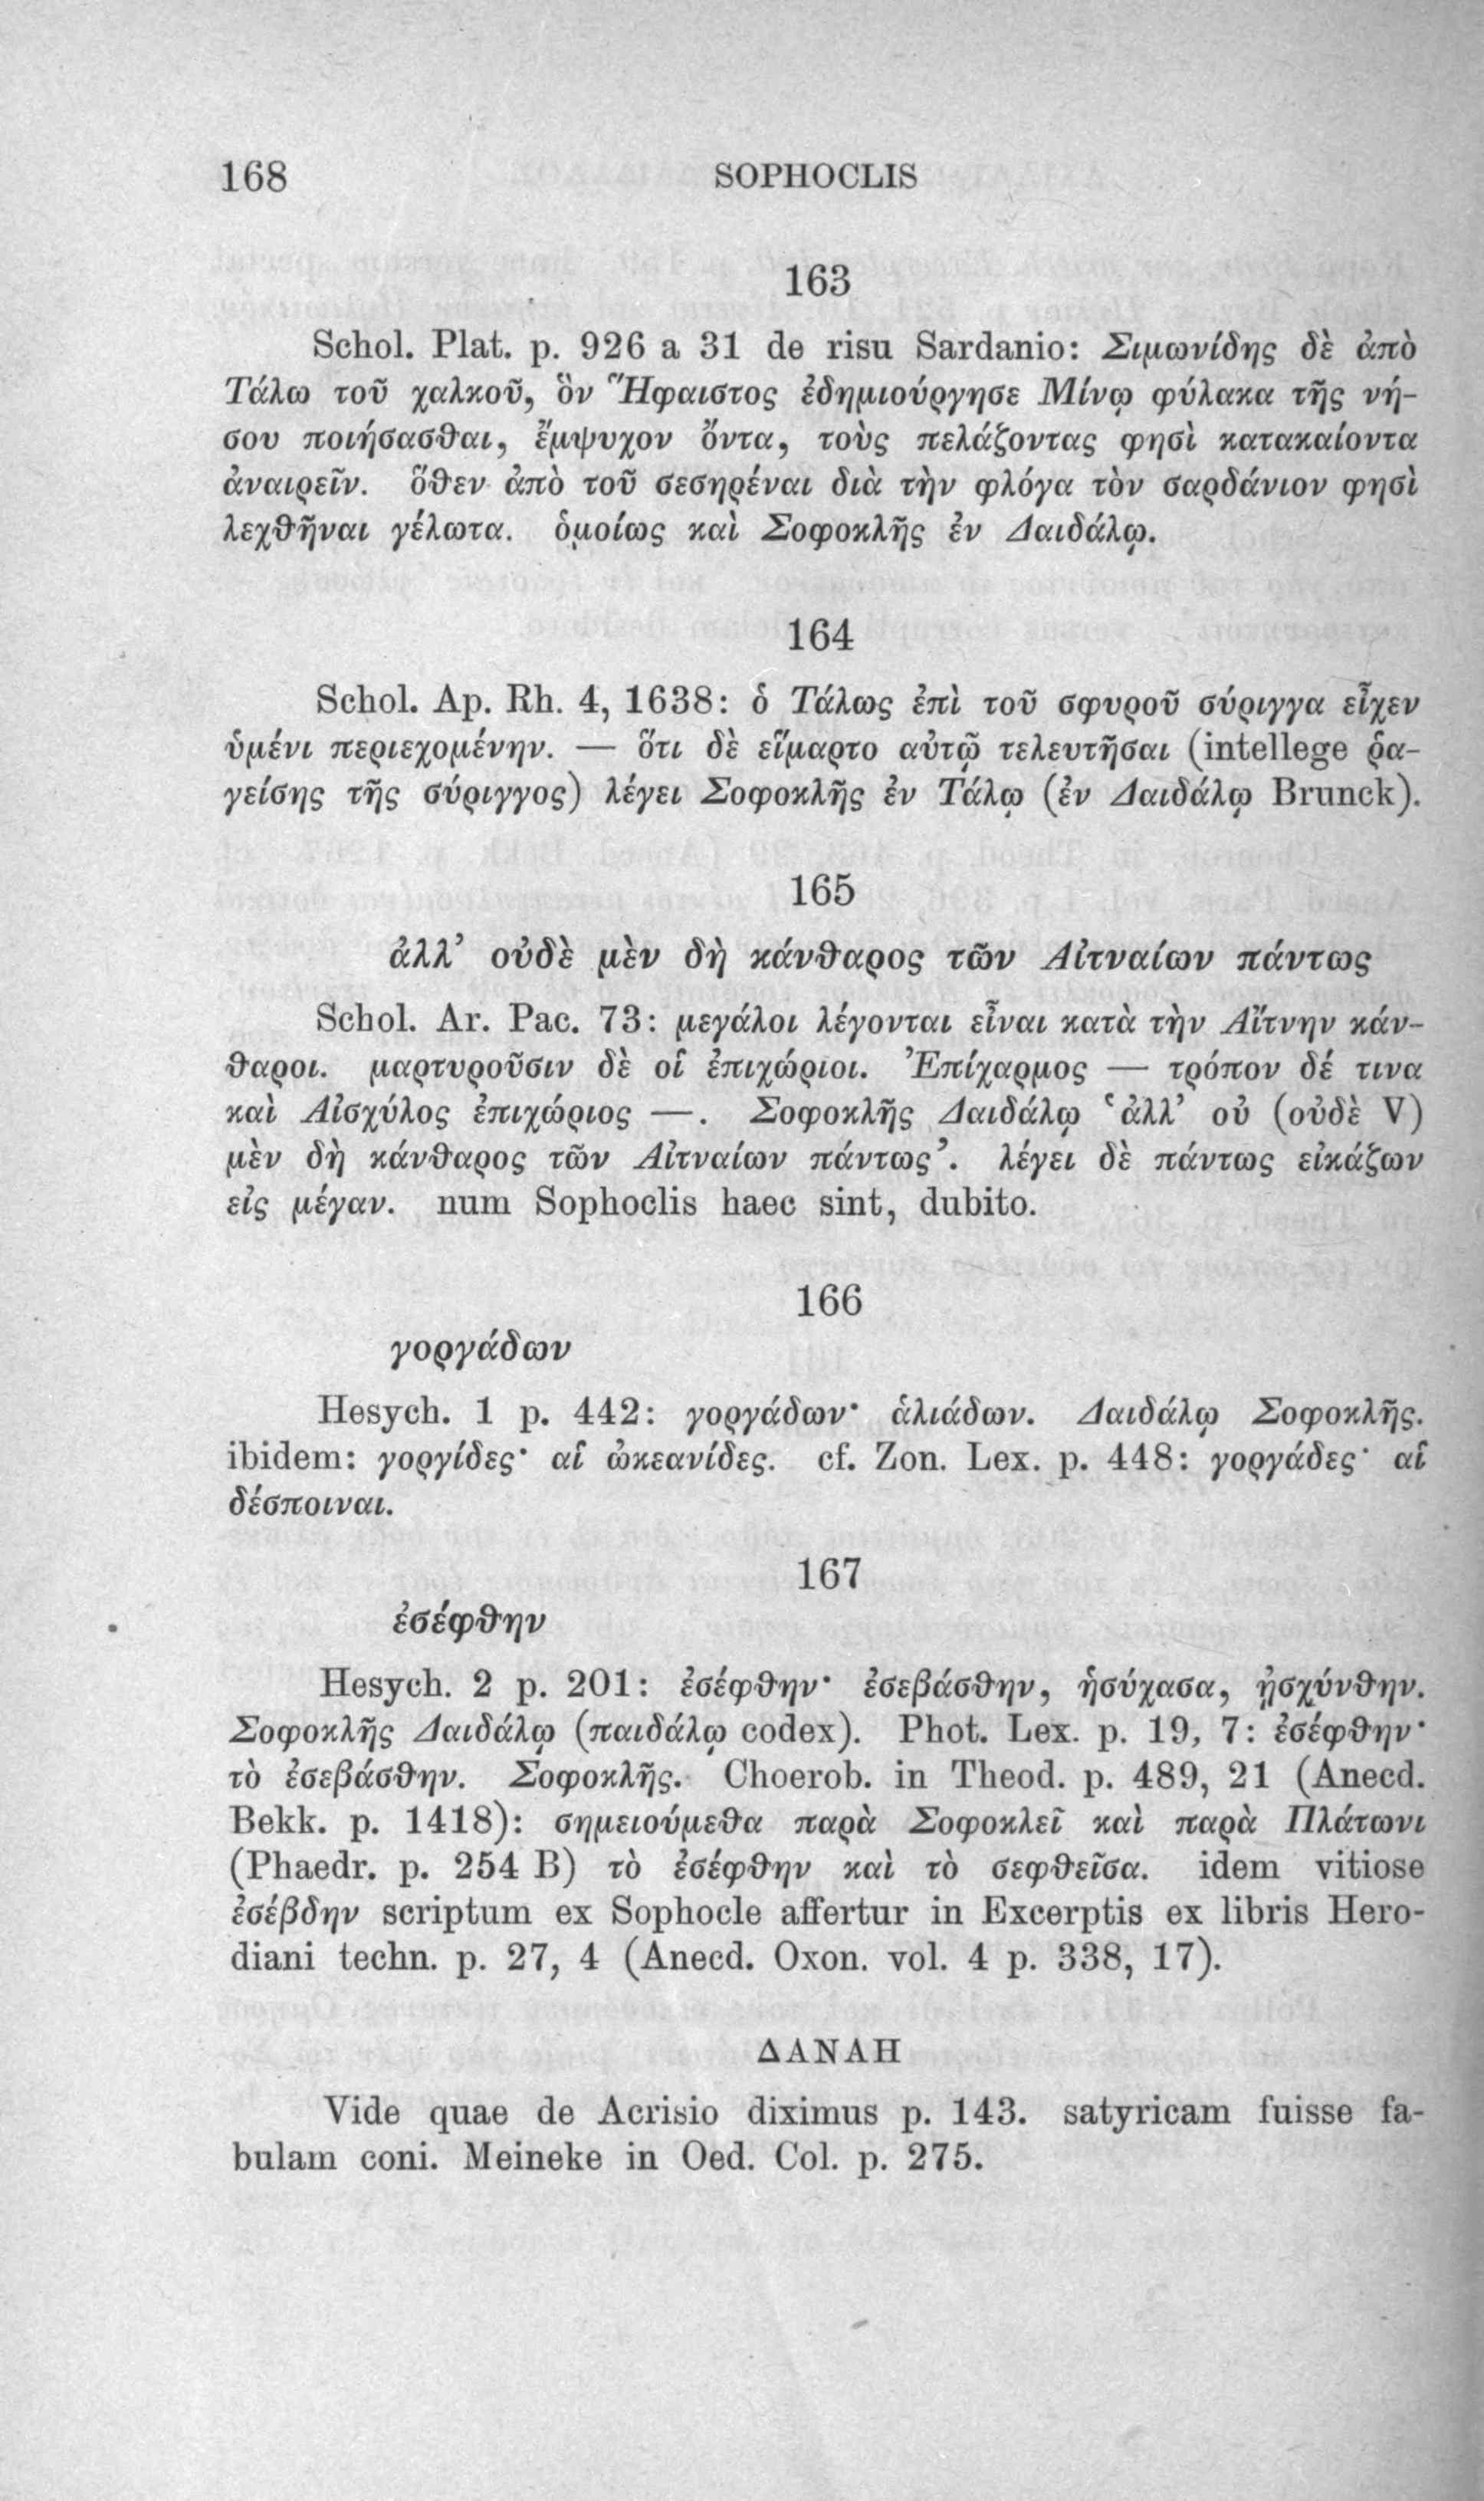 168 SOPHOCLIS
163
Schol. Plat. p. 926 a 31 de risu Sardanio: Σιμωνίδης δὲ ἀπὸ
Τάλω τοῦ χαλκοῦ, ὃν Ἥφαιστος ἐδημιούργησε Μίνῳ φύλακα τῆς νή-
σου ποιήσασθαι, ἔμψυχον ὄντα, τοὺς πελάζοντας φησὶ κατακαίοντα
ἀναιρεῖν. ὅθεν ἀπὸ τοῦ σεσηρέναι διὰ τὴν φλόγα τὸν σαρδάνιον φησὶ
λεχθῆναι γέλωτα. ὁμοίως καὶ Σοφοκλῆς ἐν Δαιδάλῳ.
164
Schol. Ap. Rh. 4, 1638: ὁ Τάλως ἐπὶ τοῦ σφυροῦ σύριγγα εἶχεν
ὑμένι περιεχομένην. — ὅτι δὲ εἵμαρτο αὐτῷ τελευτῆσαι (intellege ῥα-
γείσης τῆς σύριγγος) λέγει Σοφοκλῆς ἐν Τάλῳ (ἐν Δαιδάλῳ Brunck).
165
ἀλλ’ οὐδὲ μὲν δὴ κάνθαρος τῶν Αἰτναίων πάντως
Schol. Ar. Pac. 73: μεγάλοι λέγονται εἶναι κατὰ τὴν Αἴτνην κάν-
θαροι. μαρτυροῦσιν δὲ οἱ ἐπιχώριοι. Ἐπίχαρμος — τρόπον δέ τινα
καὶ Αἰσχύλος ἐπιχώριος —. Σοφοκλῆς Δαιδάλῳ ‘ἀλλ’ οὐ (οὐδὲ V)
μὲν δὴ κάνθαρος τῶν Αἰτναίων πάντως’. λέγει δὲ πάντως εἰκάζων
εἰς μέγαν. num Sophoclis haec sint, dubito.
166
γοργάδων
Hesych. 1 p. 442: γοργάδων· ἁλιάδων. Δαιδάλῳ Σοφοκλῆς.
ibidem: γοργίδες· αἱ ὠκεανίδες. cf. Zon. Lex. p. 448: γοργάδες· αἱ
δέσποιναι.
167
ἐσέφθην
Hesych. 2 p. 201: ἐσέφθην· ἐσεβάσθην, ἡσύχασα, ᾐσχύνθην.
Σοφοκλῆς Δαιδάλῳ (παιδάλῳ codex). Phot. Lex. p. 19, 7: ἐσέφθην·
τὸ ἐσεβάσθην. Σοφοκλῆς. Choerob. in Theod. p. 489, 21 (Anecd.
Bekk. p. 1418): σημειούμεθα παρὰ Σοφοκλεῖ καὶ παρὰ Πλάτωνι
(Phaedr. p. 254 B) τὸ ἐσέφθην καὶ τὸ σεφθεῖσα. idem vitiose
ἐσέβδην scriptum ex Sophocle affertur in Excerptis ex libris Hero-
diani techn. p. 27, 4 (Anecd. Oxon. vol. 4 p. 338, 17).
ΔΑΝΑΗ
Vide quae de Acrisio diximus p. 143. satyricam fuisse fa-
bulam coni. Meineke in Oed. Col. p. 275.